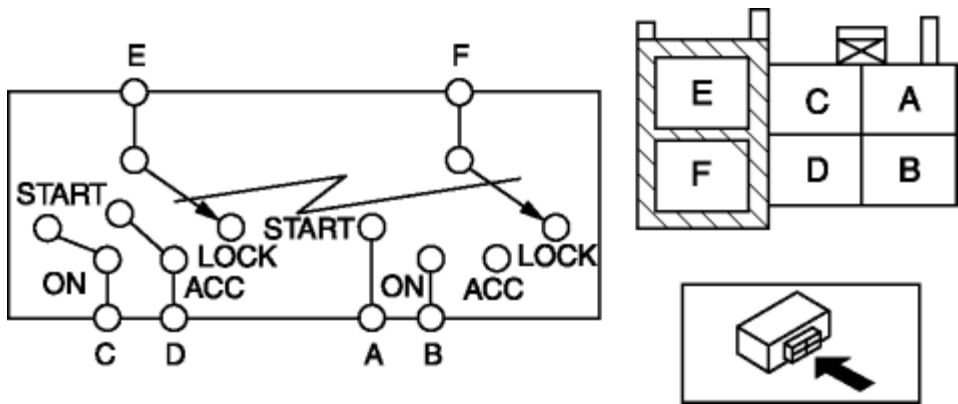 E F
START START
LOCK LOCK
ON ACC ON ACC
C D A B
E C A
F D B